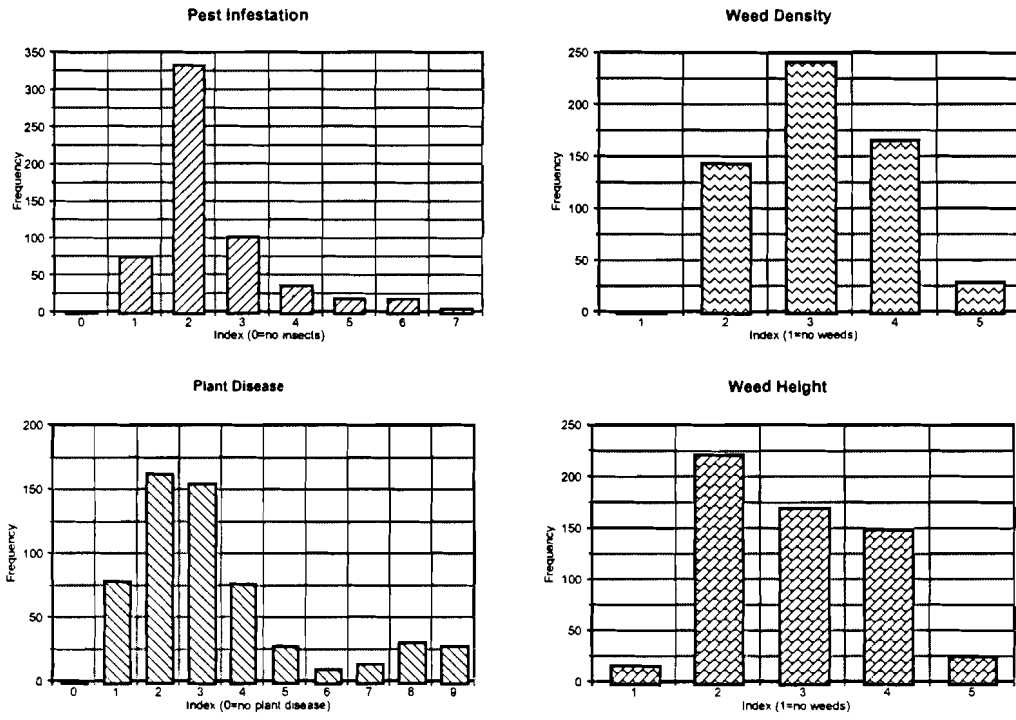 Pest Infestation
350
300
250
200
150
100
50
0
Frequency
0 1 2 3 4 5 6 7
Index (0=no insects)
Weed Density
250
200
150
100
50
0
Frequency
1 2 3 4 5
Index (1=no weeds)
Plant Disease
200
150
100
50
0
Frequency
0 1 2 3 4 5 6 7 8 9
Index (0=no plant disease)
Weed Height
250
200
150
100
50
0
Frequency
1 2 3 4 5
Index (1=no weeds)